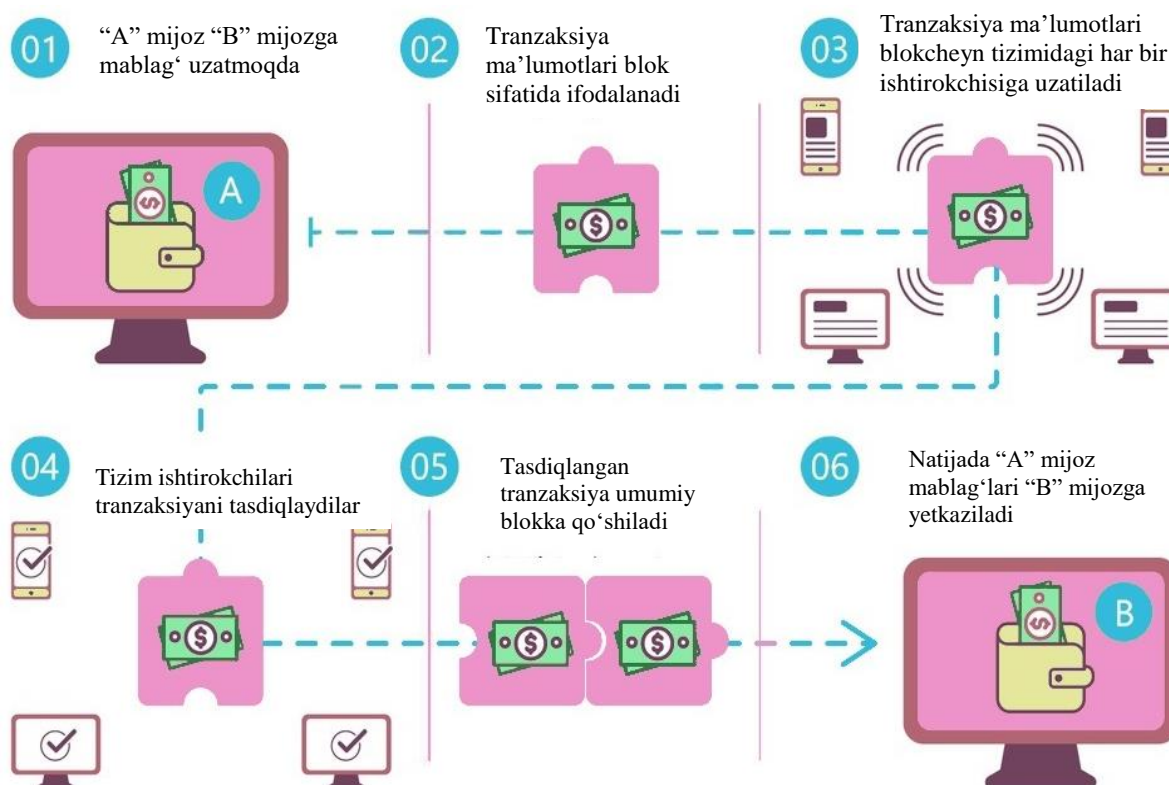 01
“A” mijoz “B” mijozga
mablag‘ uzatmoqda
02
Tranzaksiya
ma’lumotlari blok
sifatida ifodalanadi
03
Tranzaksiya ma’lumotlari
blokcheyn tizimidagi har bir
ishtirokchisiga uzatiladi
A
04
Tizim ishtirokchilari
tranzaksiyani tasdiqlaydilar
05
Tasdiqlangan
tranzaksiya umumiy
blokka qo‘shiladi
06
Natijada “A” mijoz
mablag‘lari “B” mijozga
yetkaziladi
B